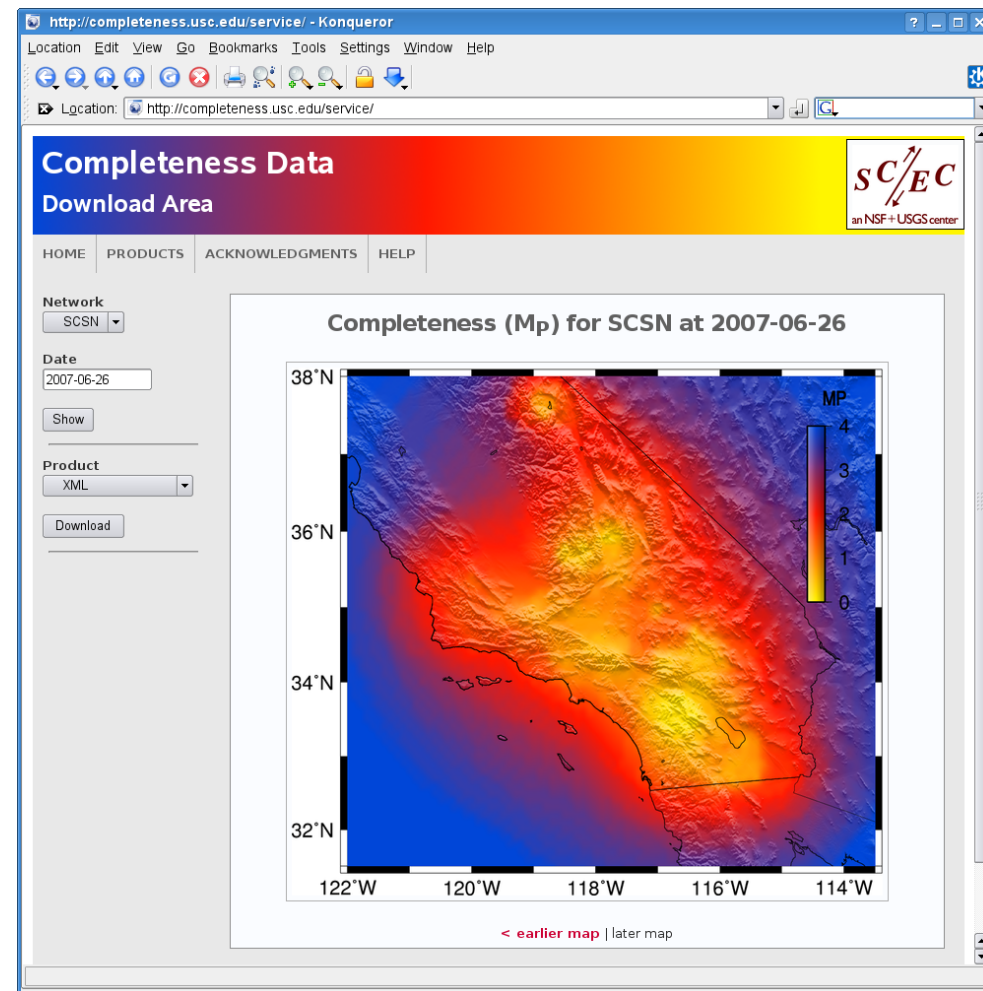 http://completeness.usc.edu/service/ - Konqueror
Location Edit View Go Bookmarks Tools Settings Window Help
Location: http://completeness.usc.edu/service/
Completeness Data
Download Area
SC/EC
an NSF+USGS center
HOME PRODUCTS ACKNOWLEDGMENTS HELP
Network
SCSN
Date
2007-06-26
Show
Product
XML
Download
Completeness (MP) for SCSN at 2007-06-26
38°N
36°N
34°N
32°N
122°W 120°W 118°W 116°W 114°W
MP
4
3
2
1
0
< earlier map | later map